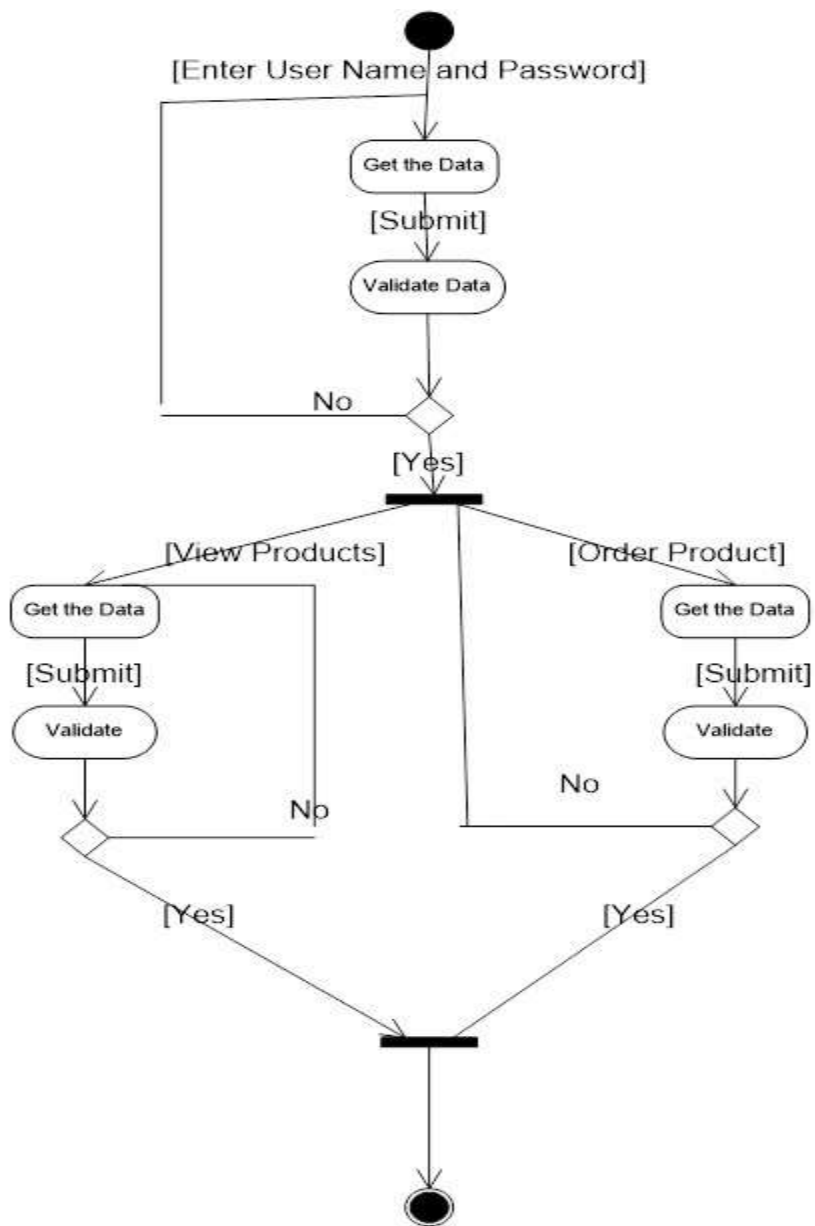 [Enter User Name and Password]
Get the Data
[Submit]
Validate Data
No
[Yes]
[View Products]
[Order Product]
Get the Data
Get the Data
[Submit]
[Submit]
Validate
Validate
No
No
[Yes]
[Yes]